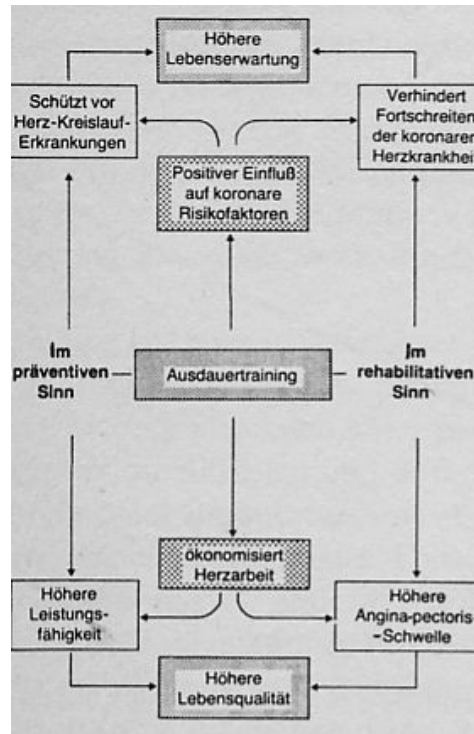 Höhere
Lebenserwartung
Schützt vor
Herz-Kreislauf-
Erkrankungen
Verhindert
Fortschreiten
der koronaren
Herzkrankheit
Positiver Einfluß
auf koronare
Risikofaktoren
Im
präventiven
Sinn
Ausdauertraining
Im
rehabilitativen
Sinn
ökonomisiert
Herzarbeit
Höhere
Leistungs-
fähigkeit
Höhere
Angina-pectoris-
-Schwelle
Höhere
Lebensqualität